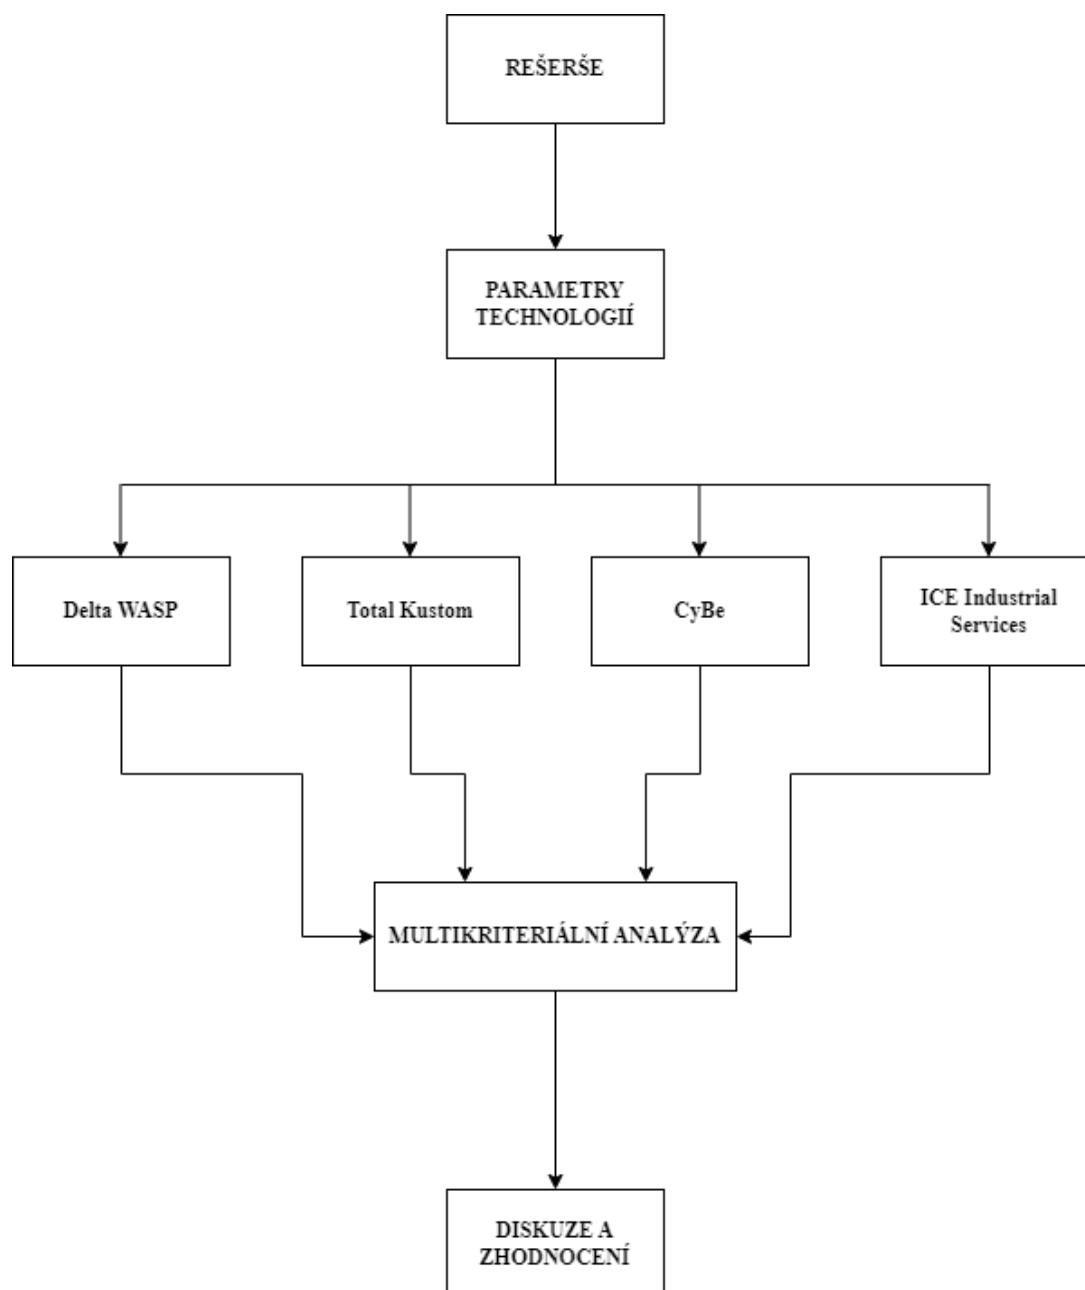 REŠERŠE
PARAMETRY
TECHNOLOGIÍ
Delta WASP
Total Kustom
CyBe
ICE Industrial
Services
MULTIKRITERIÁLNÍ ANALÝZA
DISKUZE A
ZHODNOCENÍ